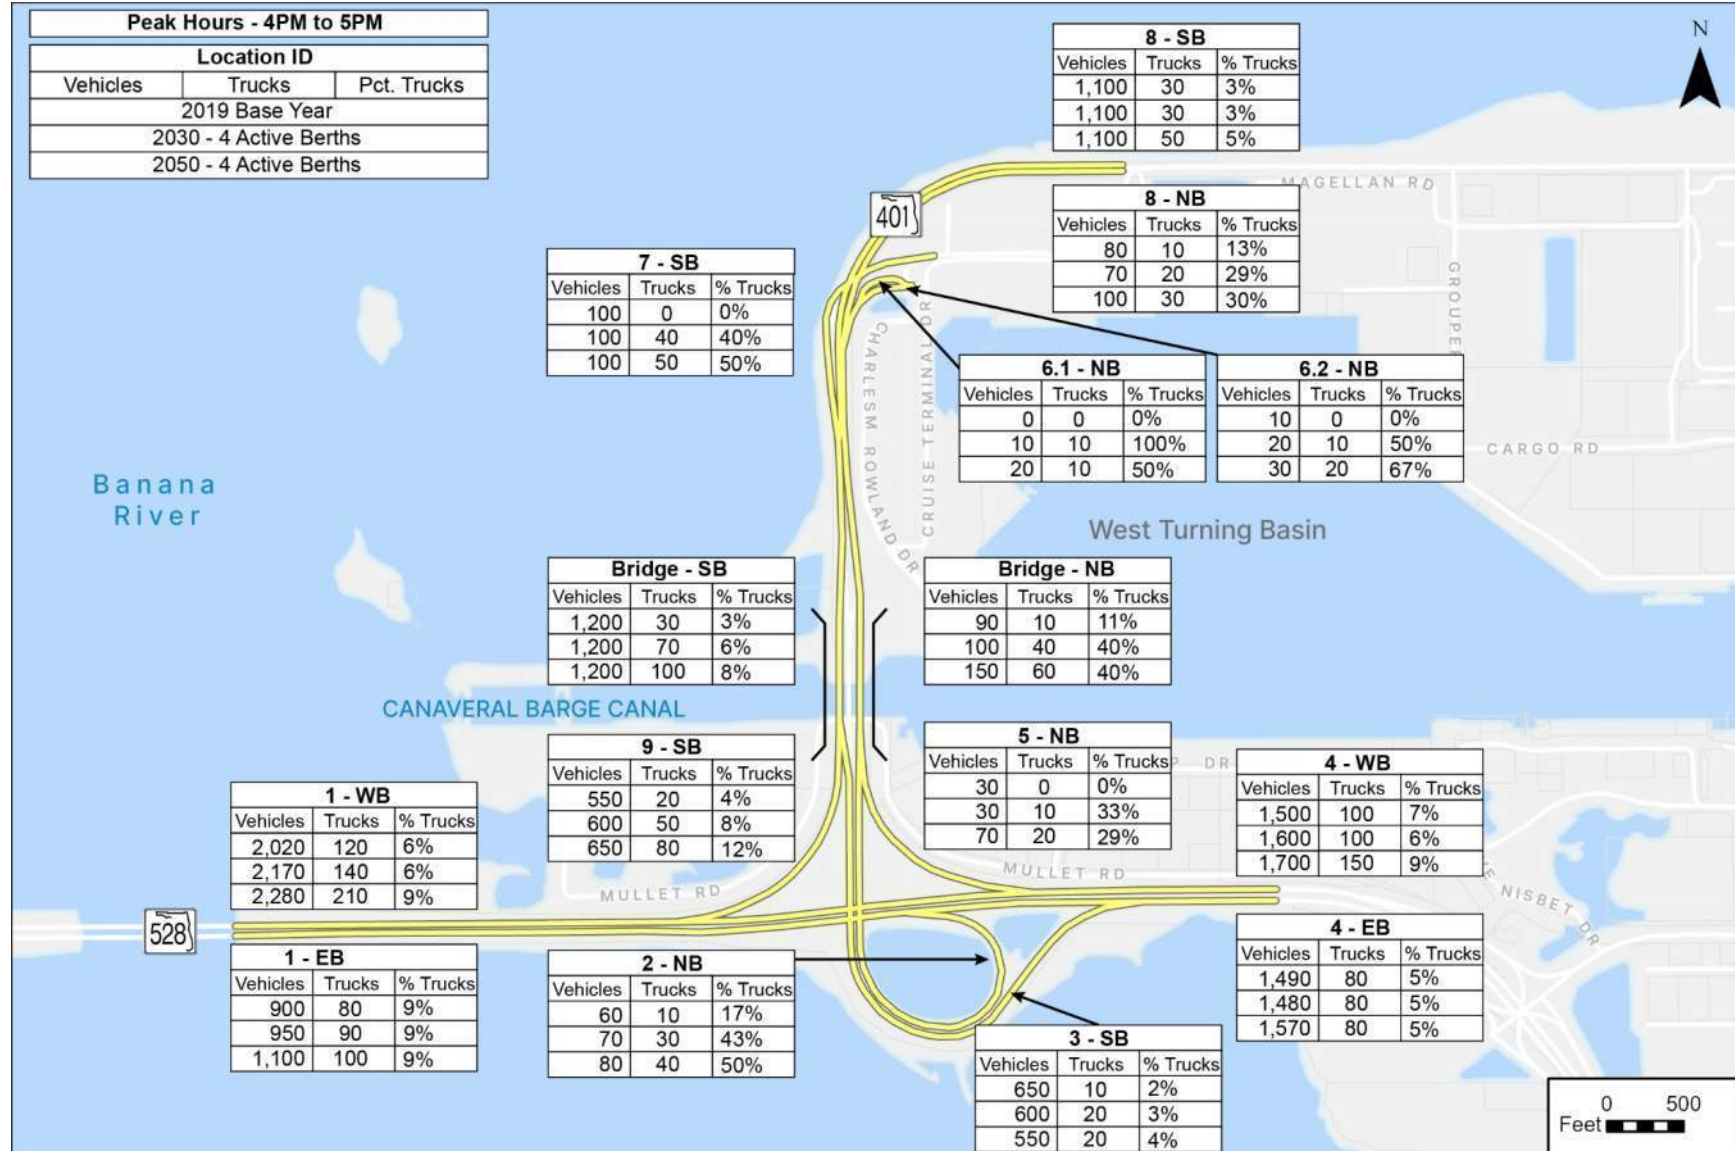 Peak Hours - 4PM to 5PM
Location ID
Vehicles Trucks Pct. Trucks
2019 Base Year
2030 - 4 Active Berths
2050 - 4 Active Berths
8 - SB
Vehicles Trucks % Trucks
1,100 30 3%
1,100 30 3%
1,100 50 5%
N
MAGELLAN RD
401
8 - NB
Vehicles Trucks % Trucks
80 10 13%
70 20 29%
100 30 30%
7 - SB
Vehicles Trucks % Trucks
100 0 0%
100 40 40%
100 50 50%
GROUPE
CHARLESM ROWLAND DR
CRUISE TERMINAL DR
6.1 - NB
Vehicles Trucks % Trucks
0 0 0%
10 10 100%
20 10 50%
6.2 - NB
Vehicles Trucks % Trucks
10 0 0%
20 10 50%
30 20 67%
CARGO RD
Banana
River
West Turning Basin
Bridge - SB
Vehicles Trucks % Trucks
1,200 30 3%
1,200 70 6%
1,200 100 8%
Bridge - NB
Vehicles Trucks % Trucks
90 10 11%
100 40 40%
150 60 40%
CANAVERAL BARGE CANAL
9 - SB
Vehicles Trucks % Trucks
550 20 4%
600 50 8%
650 80 12%
5 - NB
Vehicles Trucks % Trucks
30 0 0%
30 10 33%
70 20 29%
P DR
4 - WB
Vehicles Trucks % Trucks
1,500 100 7%
1,600 100 6%
1,700 150 9%
1 - WB
Vehicles Trucks % Trucks
2,020 120 6%
2,170 140 6%
2,280 210 9%
MULLET RD
MULLET RD
NISBET DR
528
1 - EB
Vehicles Trucks % Trucks
900 80 9%
950 90 9%
1,100 100 9%
2 - NB
Vehicles Trucks % Trucks
60 10 17%
70 30 43%
80 40 50%
4 - EB
Vehicles Trucks % Trucks
1,490 80 5%
1,480 80 5%
1,570 80 5%
3 - SB
Vehicles Trucks % Trucks
650 10 2%
600 20 3%
550 20 4%
0 500
Feet